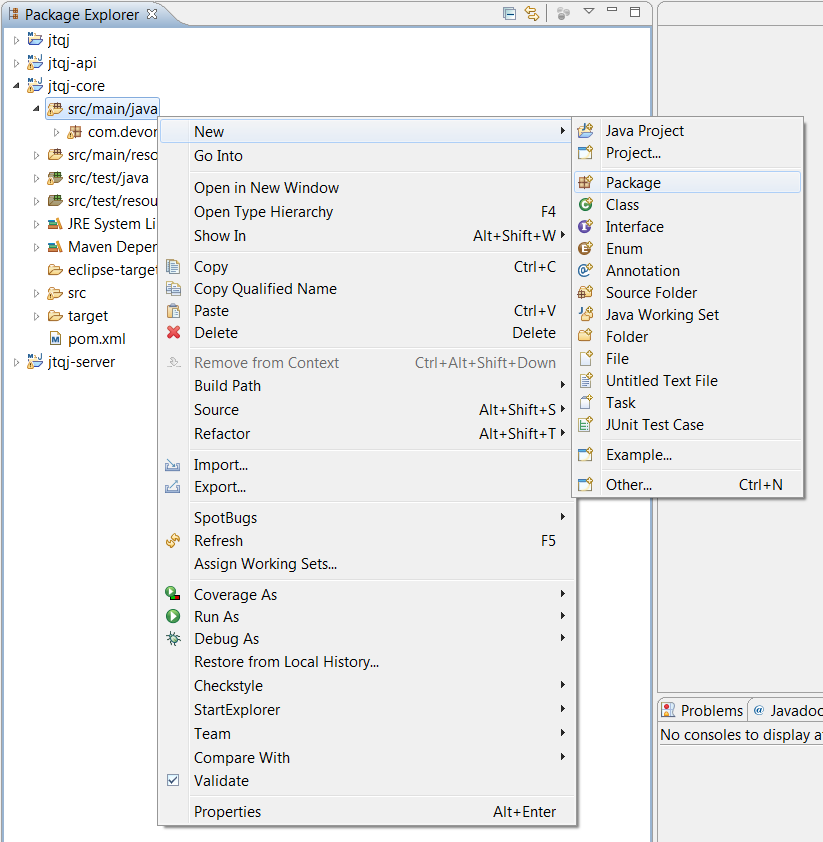 Package Explorer
jtqj
jtqj-api
jtqj-core
src/main/java
com.devon
src/main/reso
src/test/java
src/test/resou
JRE System Li
Maven Depen
eclipse-target
src
target
pom.xml
jtqj-server
New
Go Into
Open in New Window
Open Type Hierarchy F4
Show In Alt+Shift+W
Copy Ctrl+C
Copy Qualified Name
Paste Ctrl+V
Delete Delete
Remove from Context Ctrl+Alt+Shift+Down
Build Path
Source Alt+Shift+S
Refactor Alt+Shift+T
Import...
Export...
SpotBugs
Refresh F5
Assign Working Sets...
Coverage As
Run As
Debug As
Restore from Local History...
Checkstyle
StartExplorer
Team
Compare With
Validate
Properties Alt+Enter
Java Project
Project...
Package
Class
Interface
Enum
Annotation
Source Folder
Java Working Set
Folder
File
Untitled Text File
Task
JUnit Test Case
Example...
Other... Ctrl+N
Problems @ Javadoc
No consoles to display at